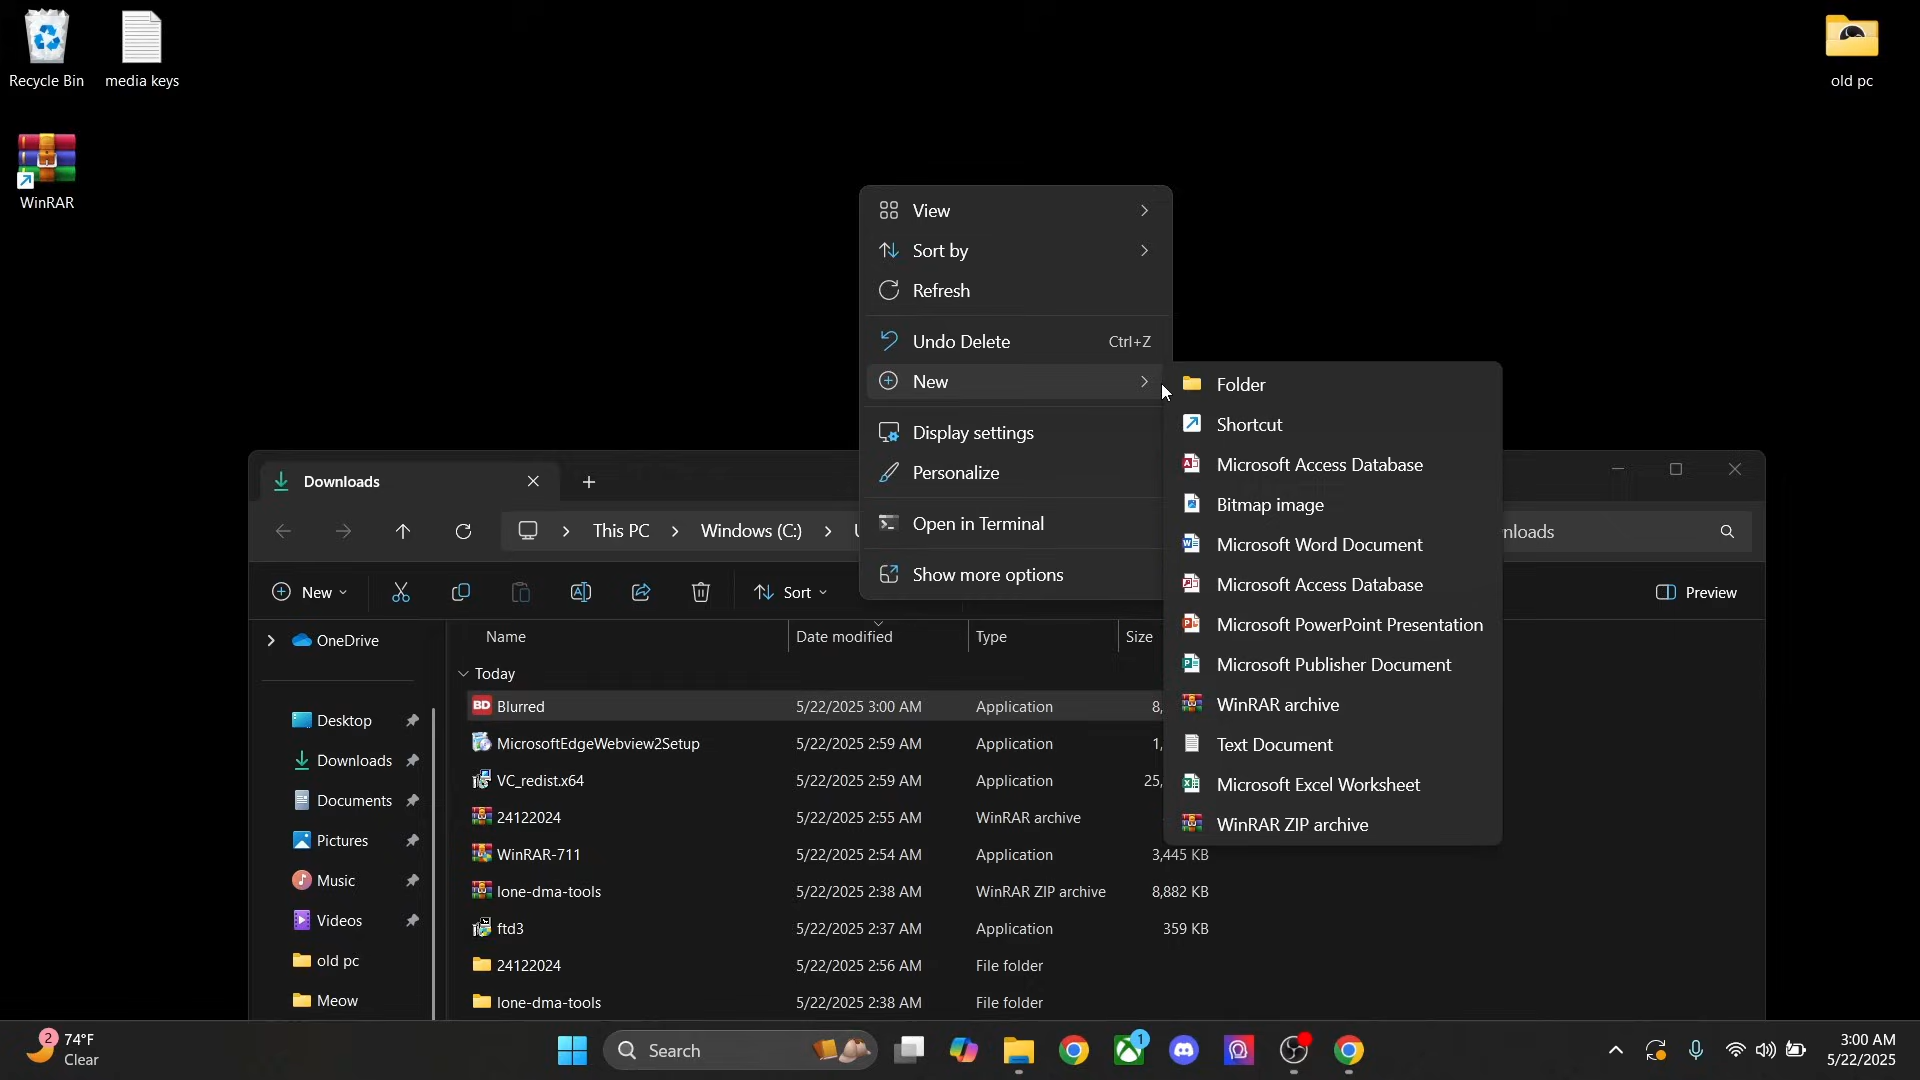 Recycle Bin
media keys
old pc
WinRAR
View
Sort by
Refresh
Undo Delete Ctrl+Z
New
Display settings
Personalize
Open in Terminal
Show more options
Folder
Shortcut
Microsoft Access Database
Bitmap image
Microsoft Word Document
Microsoft Access Database
Microsoft PowerPoint Presentation
Microsoft Publisher Document
WinRAR archive
Text Document
Microsoft Excel Worksheet
WinRAR ZIP archive
Downloads
This PC > Windows (C:) >
nloads
New
Sort
Preview
OneDrive
Desktop
Downloads
Documents
Pictures
Music
Videos
old pc
Meow
Name Date modified Type Size
Today
BD Blurred 5/22/2025 3:00 AM Application 8,
MicrosoftEdgeWebview2Setup 5/22/2025 2:59 AM Application 1,
VC_redist.x64 5/22/2025 2:59 AM Application 25,
24122024 5/22/2025 2:55 AM WinRAR archive
WinRAR-711 5/22/2025 2:54 AM Application 3,445 KB
lone-dma-tools 5/22/2025 2:38 AM WinRAR ZIP archive 8,882 KB
ftd3 5/22/2025 2:37 AM Application 359 KB
24122024 5/22/2025 2:56 AM File folder
lone-dma-tools 5/22/2025 2:38 AM File folder
2
74°F
Clear
Search
1
3:00 AM
5/22/2025